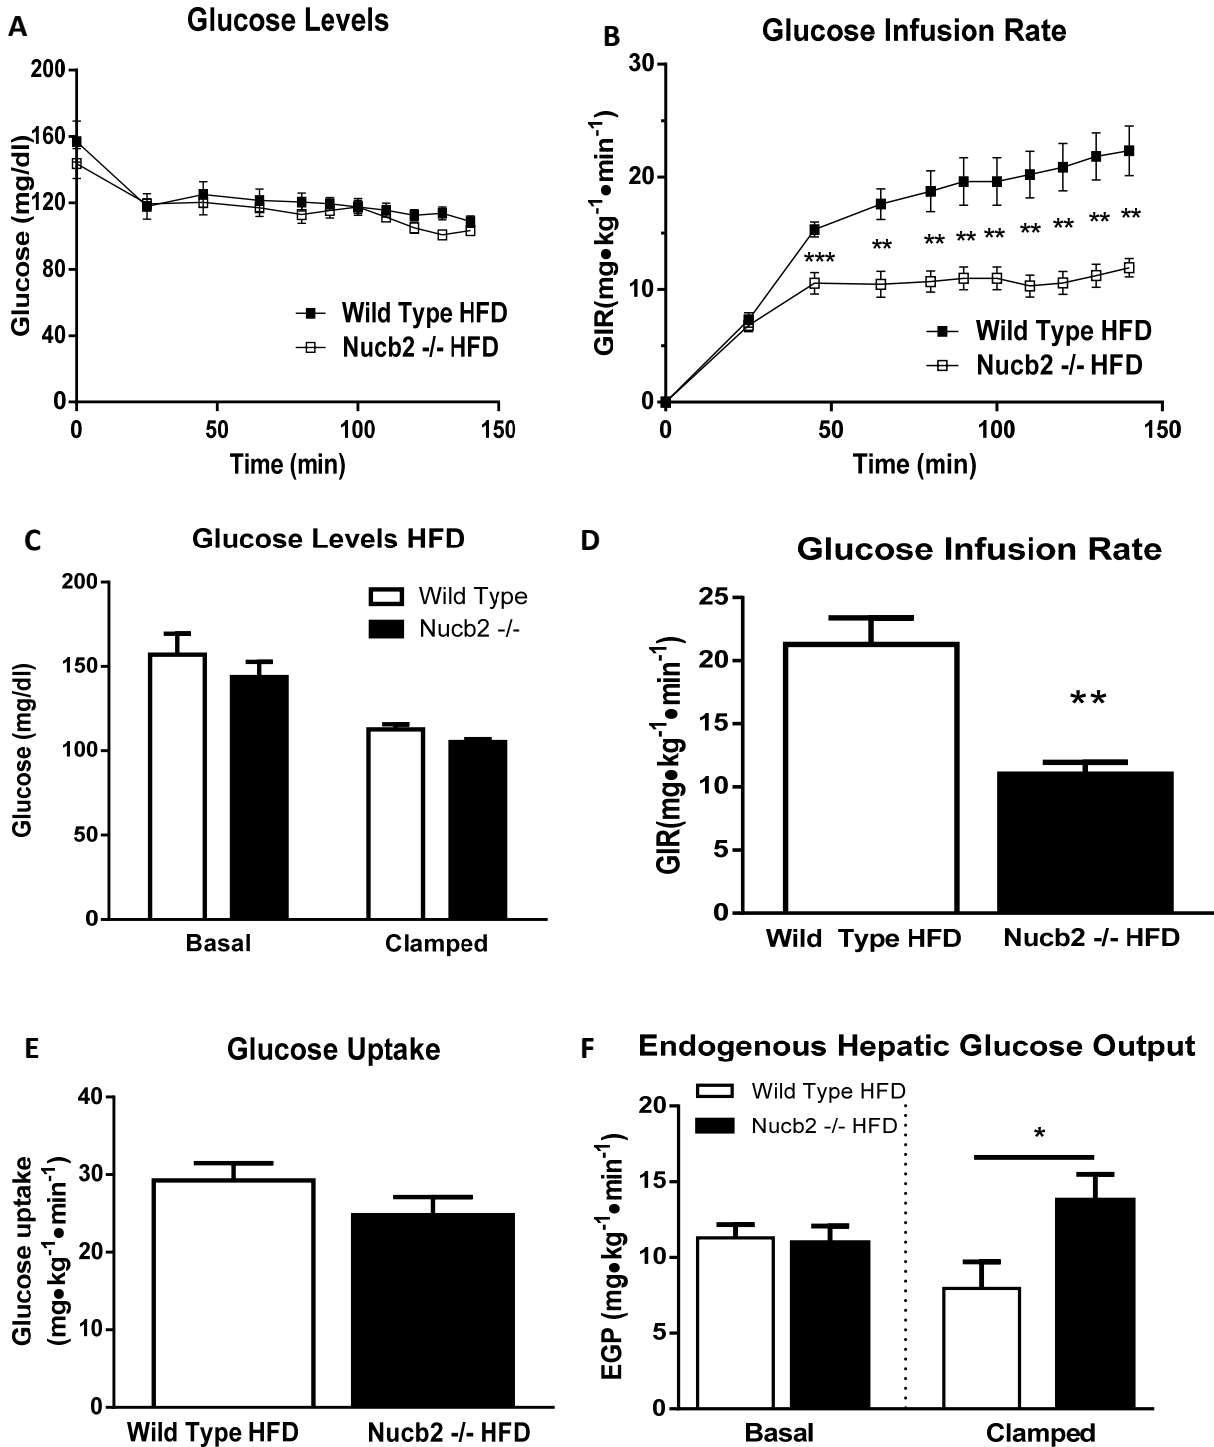 A
Glucose Levels
200
160
120
80
40
0
Glucose (mg/dl)
0 50 100 150
Time (min)
Wild Type HFD
Nucb2 -/- HFD
B
Glucose Infusion Rate
30
20
10
0
GIR(mg•kg-1•min-1)
*** ** ** ** ** ** ** ** **
0 50 100 150
Time (min)
Wild Type HFD
Nucb2 -/- HFD
C
Glucose Levels HFD
200
150
100
50
0
Glucose (mg/dl)
Wild Type
Nucb2 -/-
Basal Clamped
D
Glucose Infusion Rate
25
20
15
10
5
0
GIR(mg•kg-1•min-1)
**
Wild Type HFD Nucb2 -/- HFD
E
Glucose Uptake
40
30
20
10
0
Glucose uptake
(mg•kg-1•min-1)
Wild Type HFD Nucb2 -/- HFD
F
Endogenous Hepatic Glucose Output
Wild Type HFD
Nucb2 -/- HFD
20
15
10
5
0
EGP (mg•kg-1•min-1)
*
Basal Clamped